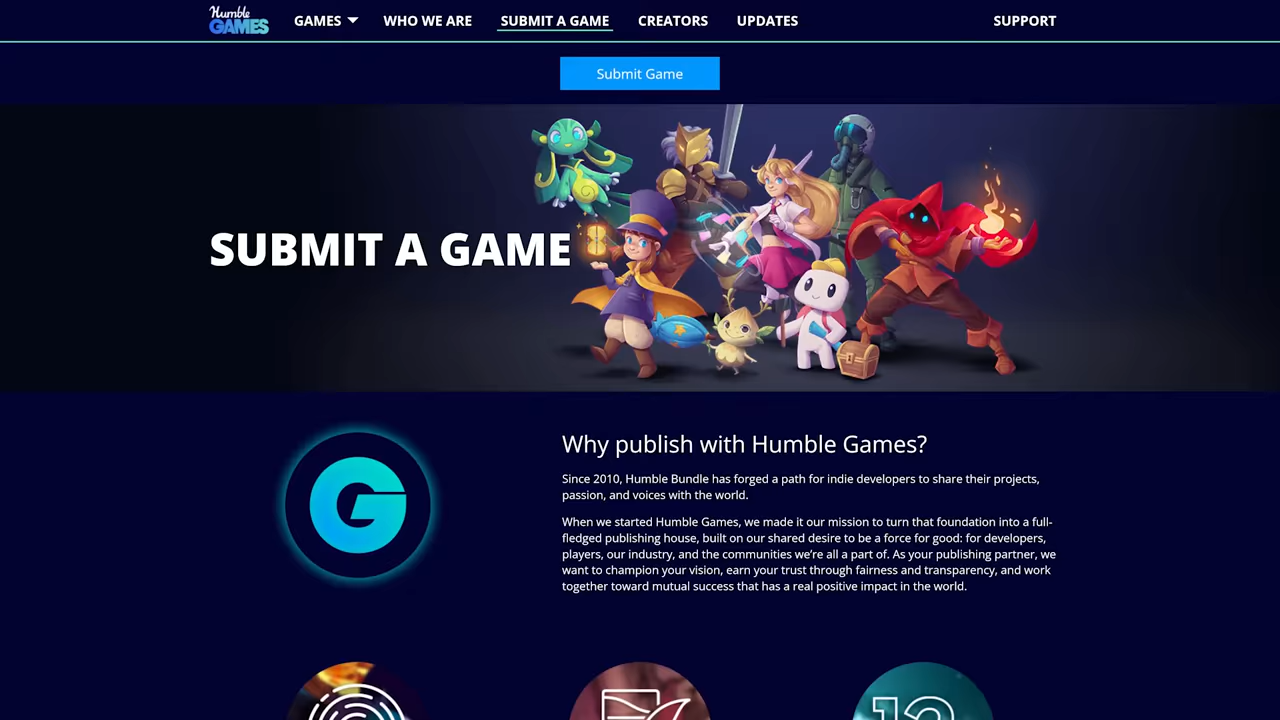 Humble
GAMES
GAMES
WHO WE ARE
SUBMIT A GAME
CREATORS
UPDATES
SUPPORT
Submit Game
SUBMIT A GAME
G
Why publish with Humble Games?
Since 2010, Humble Bundle has forged a path for indie developers to share their projects,
passion, and voices with the world.
When we started Humble Games, we made it our mission to turn that foundation into a full-
fledged publishing house, built on our shared desire to be a force for good: for developers,
players, our industry, and the communities we’re all a part of. As your publishing partner, we
want to champion your vision, earn your trust through fairness and transparency, and work
together toward mutual success that has a real positive impact in the world.